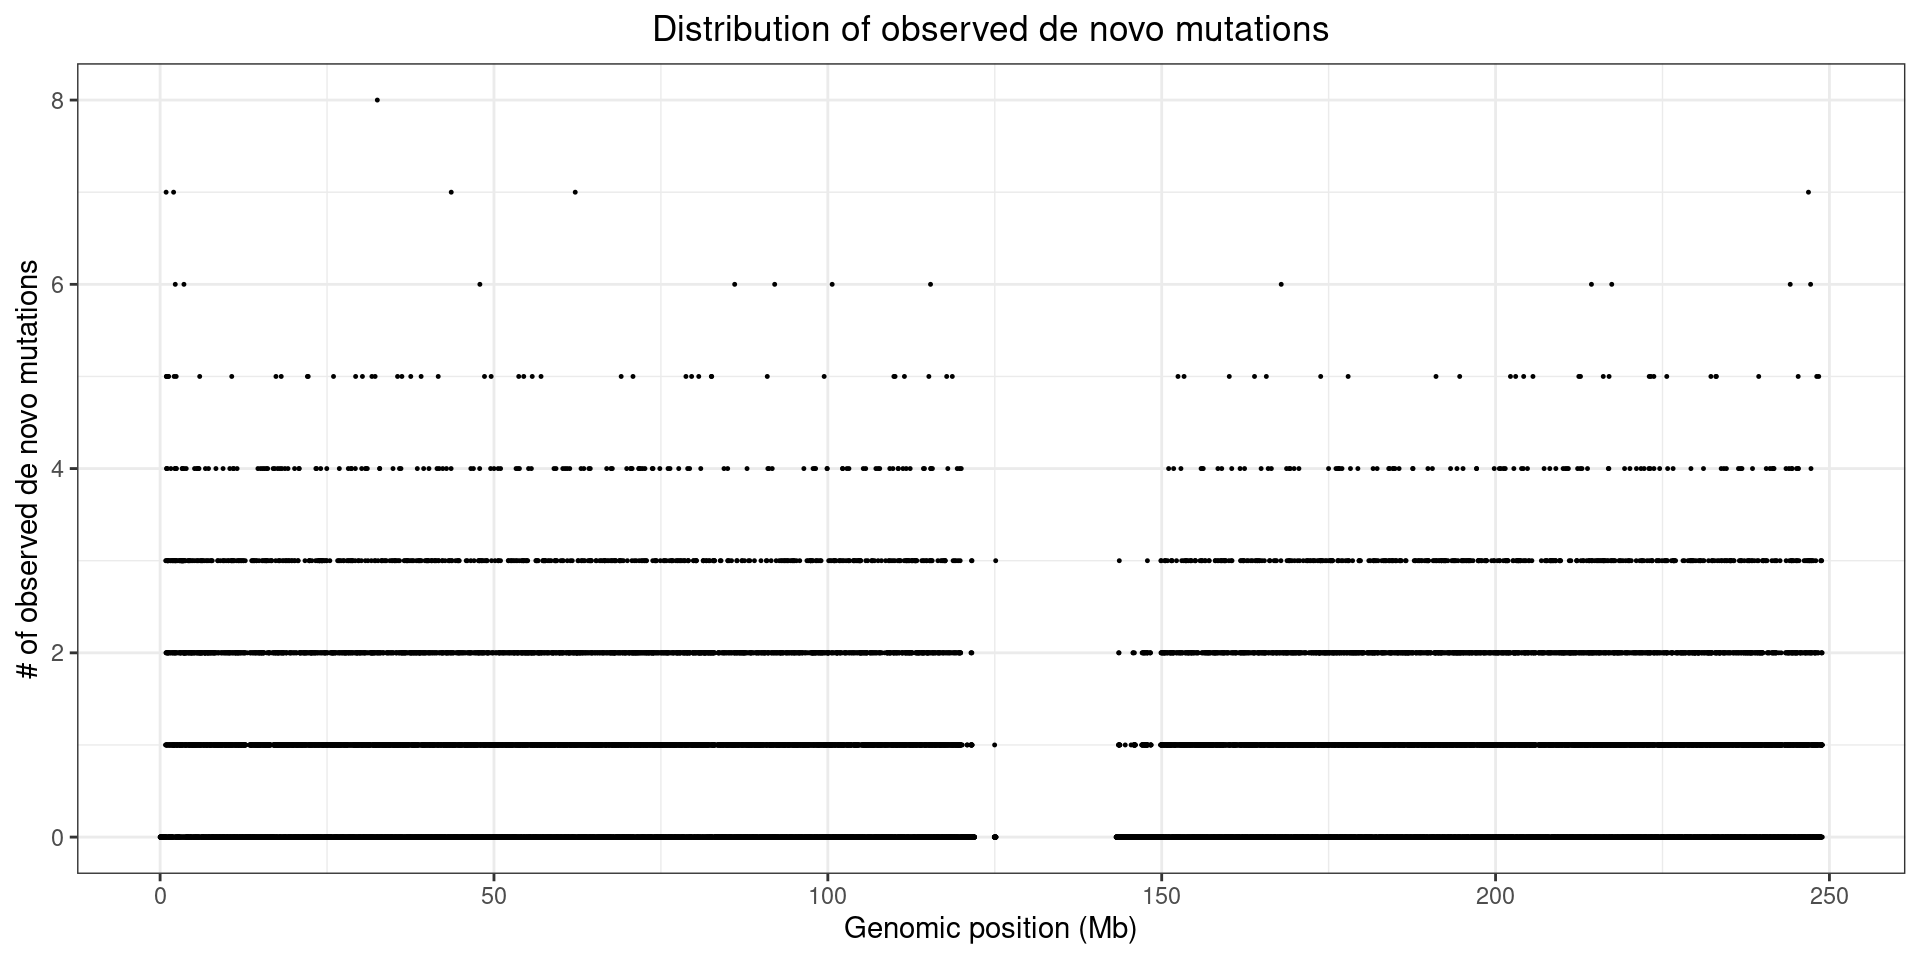 Distribution of observed de novo mutations
# of observed de novo mutations
8
6
4
2
0
0 50 100 150 200 250
Genomic position (Mb)